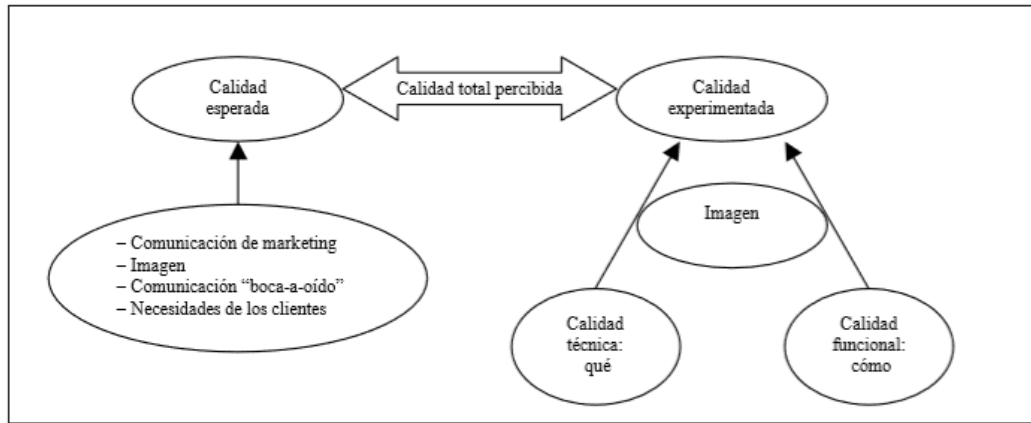 Calidad
esperada
Calidad total percibida
Calidad
experimentada
– Comunicación de marketing
– Imagen
– Comunicación “boca-a-oído”
– Necesidades de los clientes
Imagen
Calidad
técnica:
qué
Calidad
funcional:
cómo